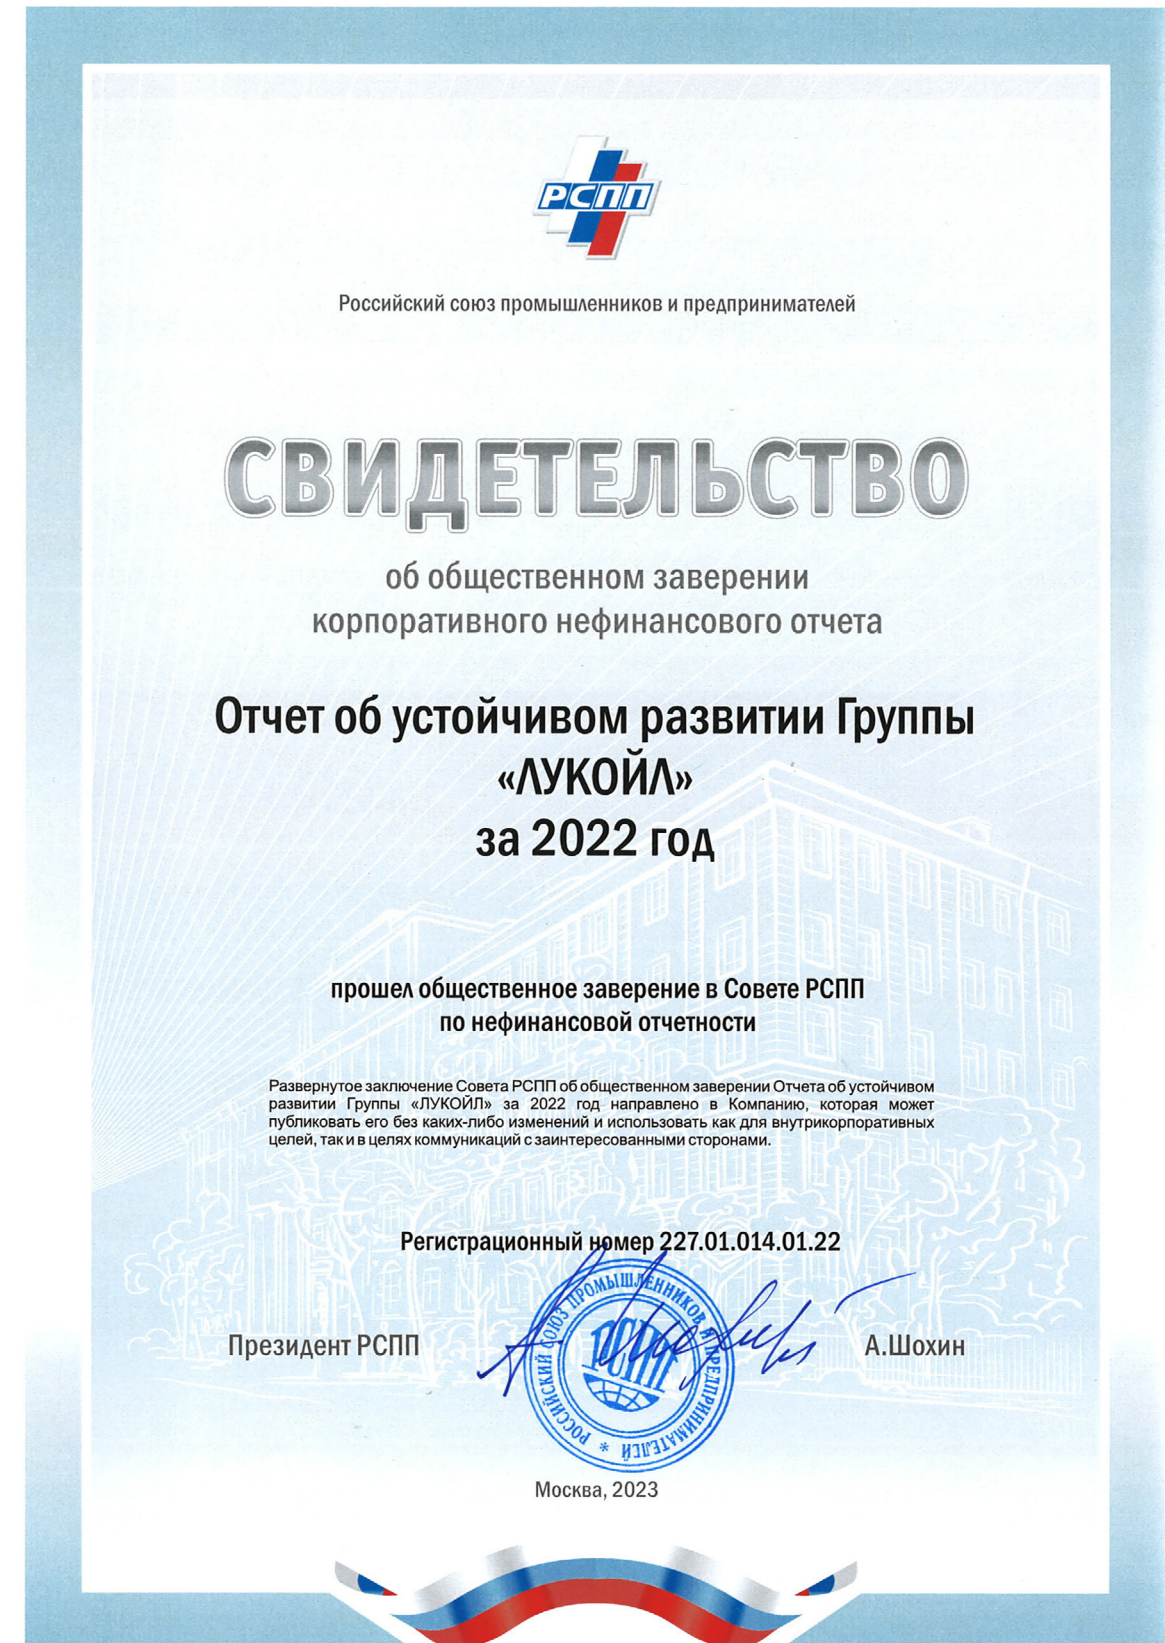 РСПП
Российский союз промышленников и предпринимателей
СВИДЕТЕЛЬСТВО
об общественном заверении
корпоративного нефинансового отчета
Отчет об устойчивом развитии Группы
«ЛУКОЙЛ»
за 2022 год
прошел общественное заверение в Совете РСПП
по нефинансовой отчетности
Развернутое заключение Совета РСПП об общественном заверении Отчета об устойчивом
развитии Группы «ЛУКОЙЛ» за 2022 год направлено в Компанию, которая может
публиковать его без каких-либо изменений и использовать как для внутрикорпоративных
целей, так и в целях коммуникаций с заинтересованными сторонами.
Регистрационный номер 227.01.014.01.22
Президент РСПП
РОССИЙСКИЙ СОЮЗ ПРОМЫШЛЕННИКОВ И ПРЕДПРИНИМАТЕЛЕЙ *
РСПП
А.Шохин
Москва, 2023